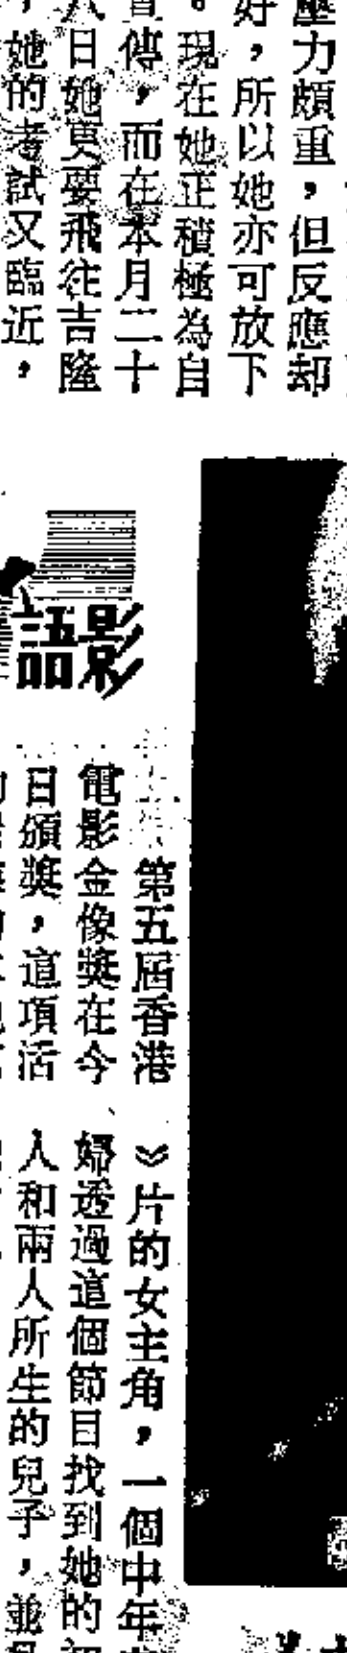 壓力頗重，但反應却
好，所以她亦可放下
。現在她正積極為自
傳，而在本月二十
八日她更要飛往吉隆
，她的考試又臨近，
影語
第五屆香港
電影金像獎在今
日頒獎，這項活
》片的女主角，一個中年
婦透過這個節目找到她的
人和兩人所生的兒子，並